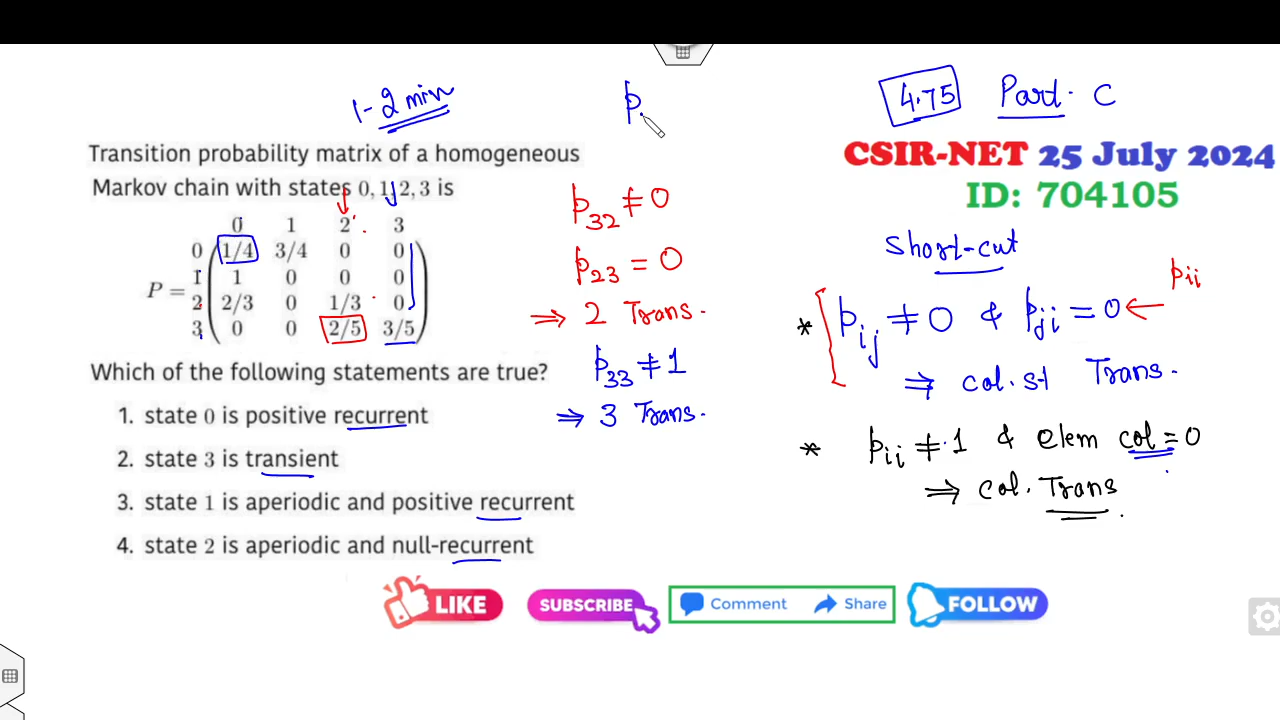 1-2 min
p.
4.75 Part- C
Transition probability matrix of a homogeneous
Markov chain with states 0, 1, 2, 3 is
CSIR-NET 25 July 2024
ID: 704105
0 1 2 3
0 1/4 3/4 0 0
1 1 0 0 0
P = 2 2/3 0 1/3 0
3 0 0 2/5 3/5
p32 ≠ 0
p23 = 0
⇒ 2 Trans.
p33 ≠ 1
⇒ 3 Trans.
Short-cut
* pij ≠ 0 & pji = 0 ← pii
⇒ col. st Trans.
* pii ≠ 1 & elem col = 0
⇒ col. Trans.
Which of the following statements are true?
1. state 0 is positive recurrent
2. state 3 is transient
3. state 1 is aperiodic and positive recurrent
4. state 2 is aperiodic and null-recurrent
LIKE SUBSCRIBE Comment Share FOLLOW